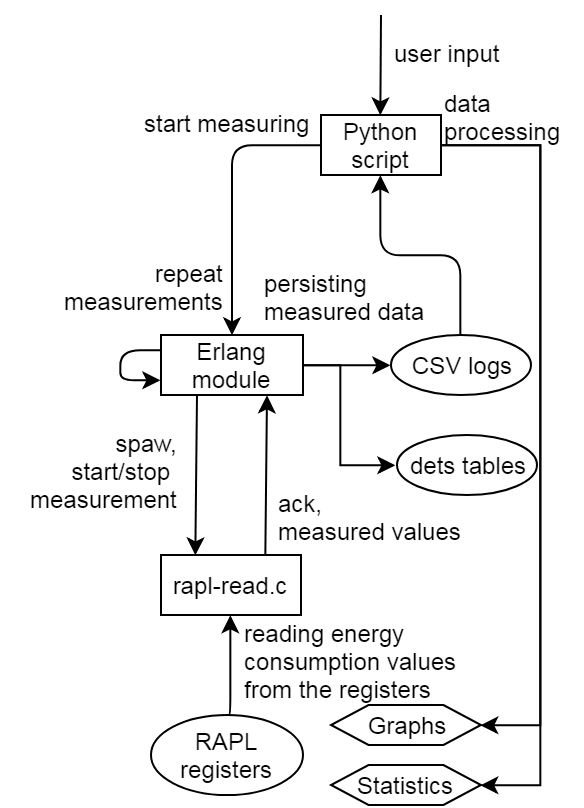 user input
data
processing
start measuring
Python
script
repeat
measurements
persisting
measured data
Erlang
module
CSV logs
dets tables
spaw,
start/stop
measurement
ack,
measured values
rapl-read.c
reading energy
consumption values
from the registers
RAPL
registers
Graphs
Statistics